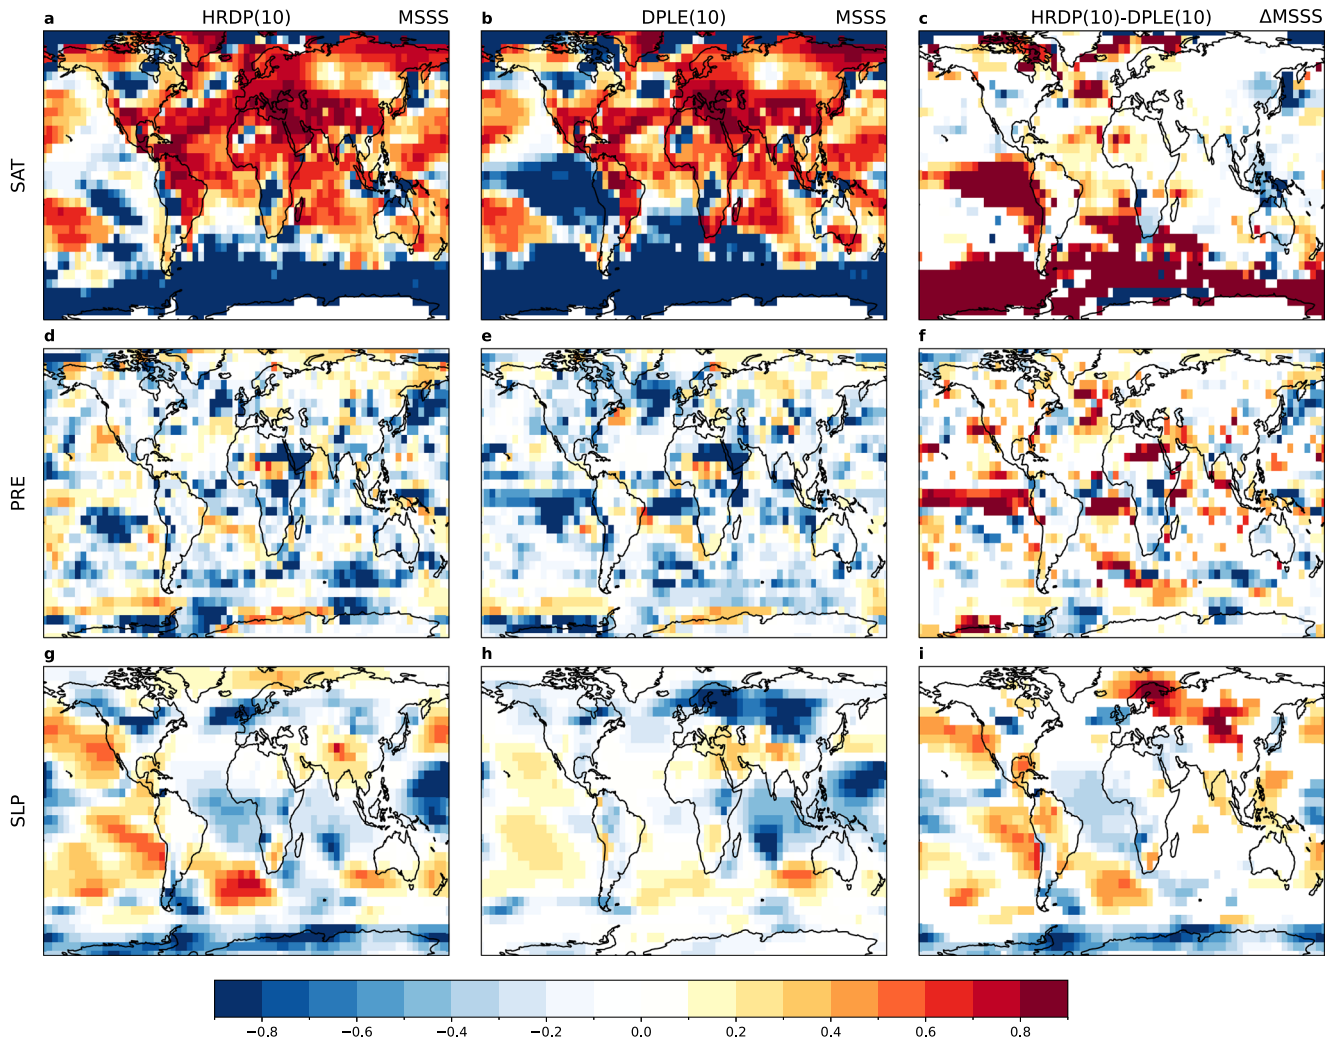 a HRDP(10) MSSS
b DPLE(10) MSSS
c HRDP(10)-DPLE(10) ΔMSSS
SAT
d
e
f
PRE
g
h
i
SLP
−0.8 −0.6 −0.4 −0.2 0.0 0.2 0.4 0.6 0.8